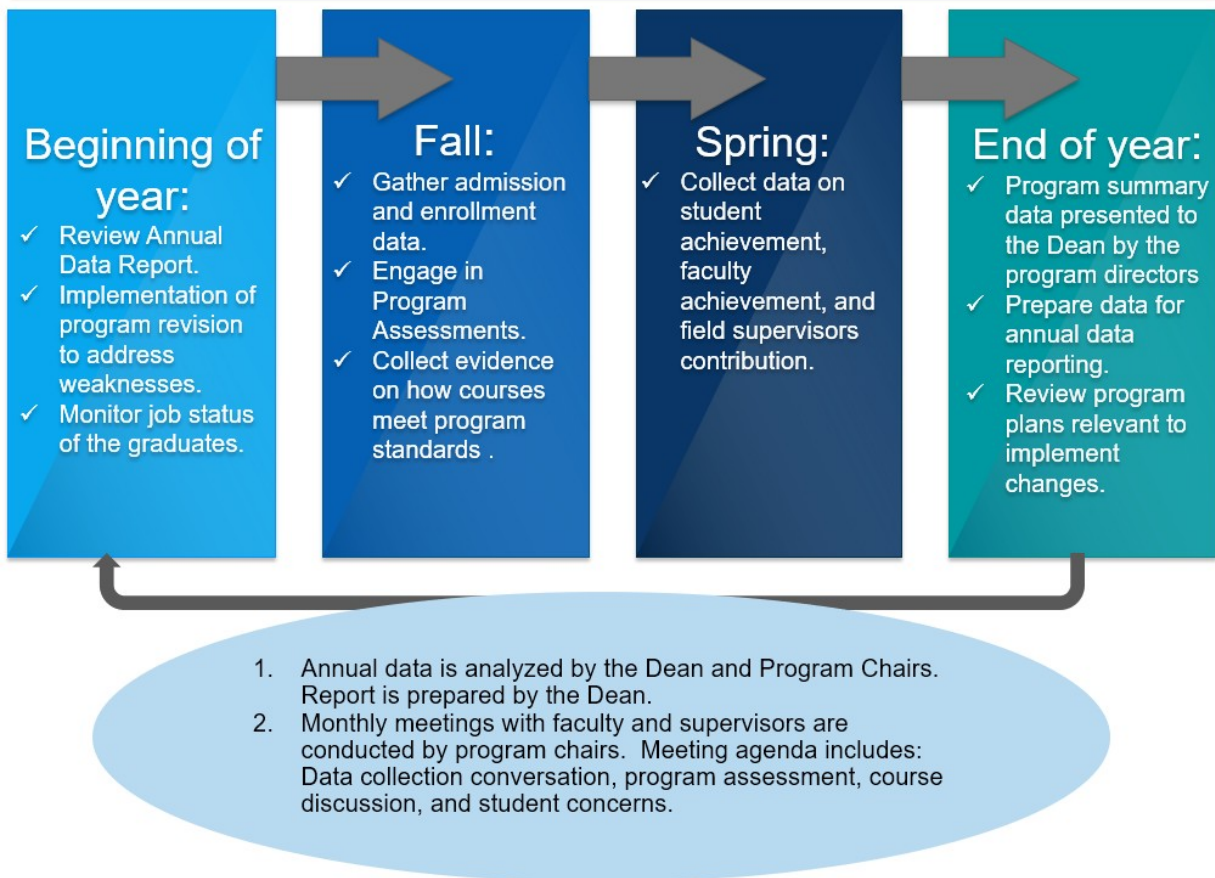 Beginning of
year:
✓ Review Annual
Data Report.
✓ Implementation of
program revision
to address
weaknesses.
✓ Monitor job status
of the graduates.
Fall:
✓ Gather admission
and enrollment
data.
✓ Engage in
Program
Assessments.
✓ Collect evidence
on how courses
meet program
standards .
Spring:
✓ Collect data on
student
achievement,
faculty
achievement, and
field supervisors
contribution.
End of year:
✓ Program summary
data presented to
the Dean by the
program directors
✓ Prepare data for
annual data
reporting.
✓ Review program
plans relevant to
implement
changes.
1. Annual data is analyzed by the Dean and Program Chairs.
Report is prepared by the Dean.
2. Monthly meetings with faculty and supervisors are
conducted by program chairs. Meeting agenda includes:
Data collection conversation, program assessment, course
discussion, and student concerns.